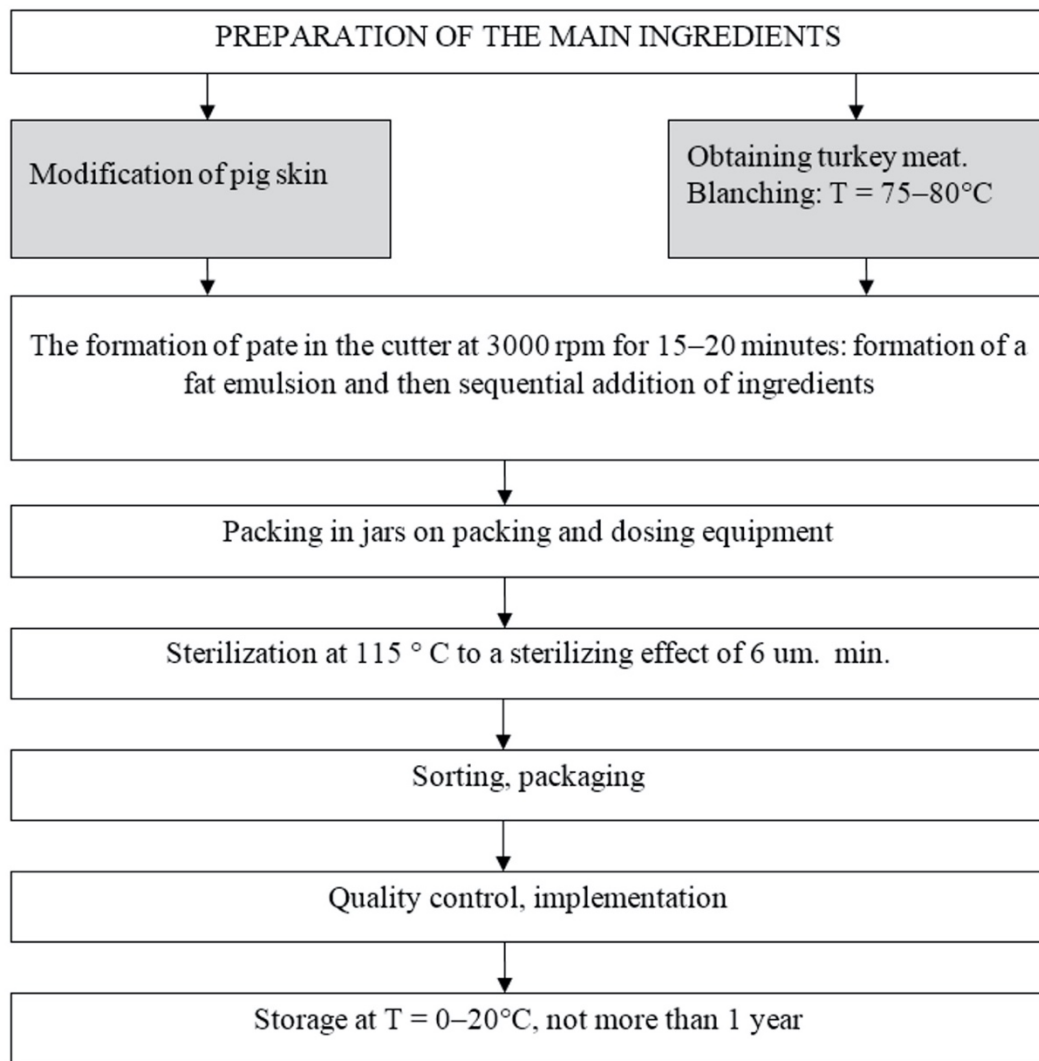 PREPARATION OF THE MAIN INGREDIENTS
Modification of pig skin
Obtaining turkey meat.
Blanching: T = 75–80°C
The formation of pate in the cutter at 3000 rpm for 15–20 minutes: formation of a
fat emulsion and then sequential addition of ingredients
Packing in jars on packing and dosing equipment
Sterilization at 115 ° C to a sterilizing effect of 6 um.  min.
Sorting, packaging
Quality control, implementation
Storage at T = 0–20°C, not more than 1 year